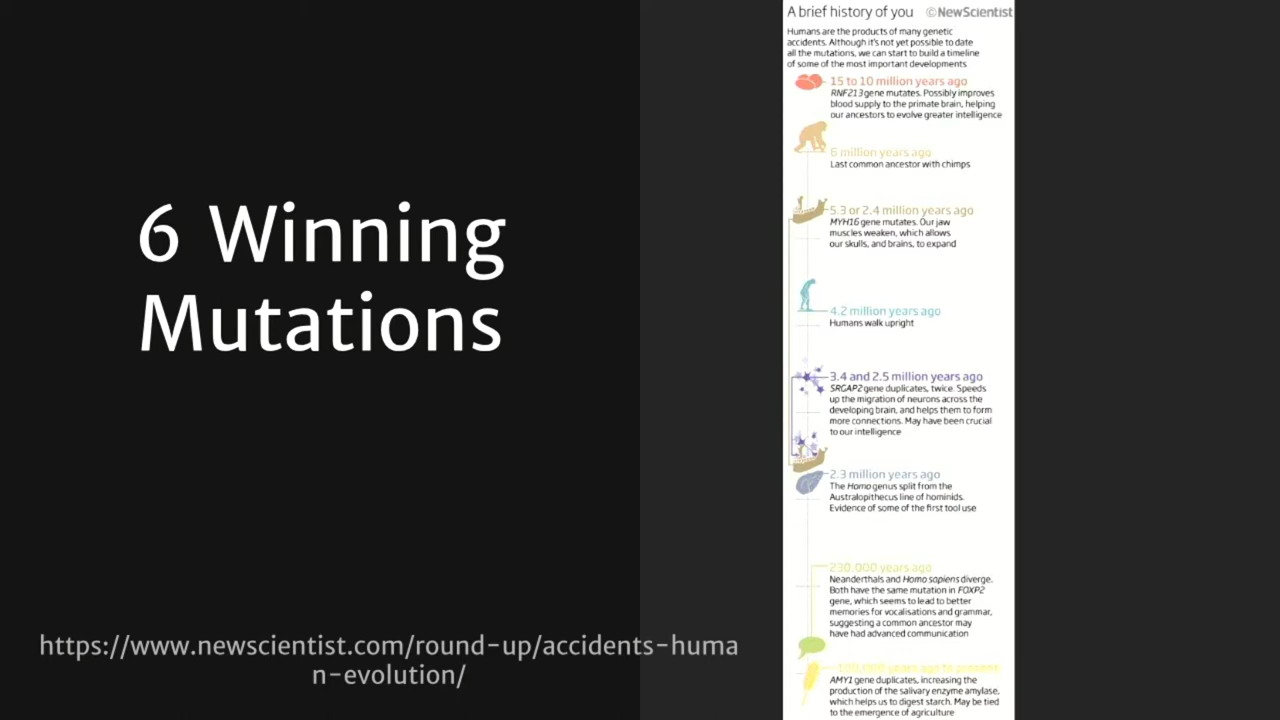 6 Winning
Mutations
https://www.newscientist.com/round-up/accidents-huma
n-evolution/
A brief history of you ©NewScientist
Humans are the products of many genetic
accidents. Although it's not yet possible to date
all the mutations, we can start to build a timeline
of some of the most important developments
15 to 10 million years ago
RNF213 gene mutates. Possibly improves
blood supply to the primate brain, helping
our ancestors to evolve greater intelligence
6 million years ago
Last common ancestor with chimps
5.3 or 2.4 million years ago
MYH16 gene mutates. Our jaw
muscles weaken, which allows
our skulls, and brains, to expand
4.2 million years ago
Humans walk upright
3.4 and 2.5 million years ago
SRGAP2 gene duplicates, twice. Speeds
up the migration of neurons across the
developing brain, and helps them to form
more connections. May have been crucial
to our intelligence
2.3 million years ago
The Homo genus split from the
Australopithecus line of hominids.
Evidence of some of the first tool use
230,000 years ago
Neanderthals and Homo sapiens diverge.
Both have the same mutation in FOXP2
gene, which seems to lead to better
memories for vocalisations and grammar,
suggesting a common ancestor may
have had advanced communication
100,000 years ago to present
AMY1 gene duplicates, increasing the
production of the salivary enzyme amylase,
which helps us to digest starch. May be tied
to the emergence of agriculture